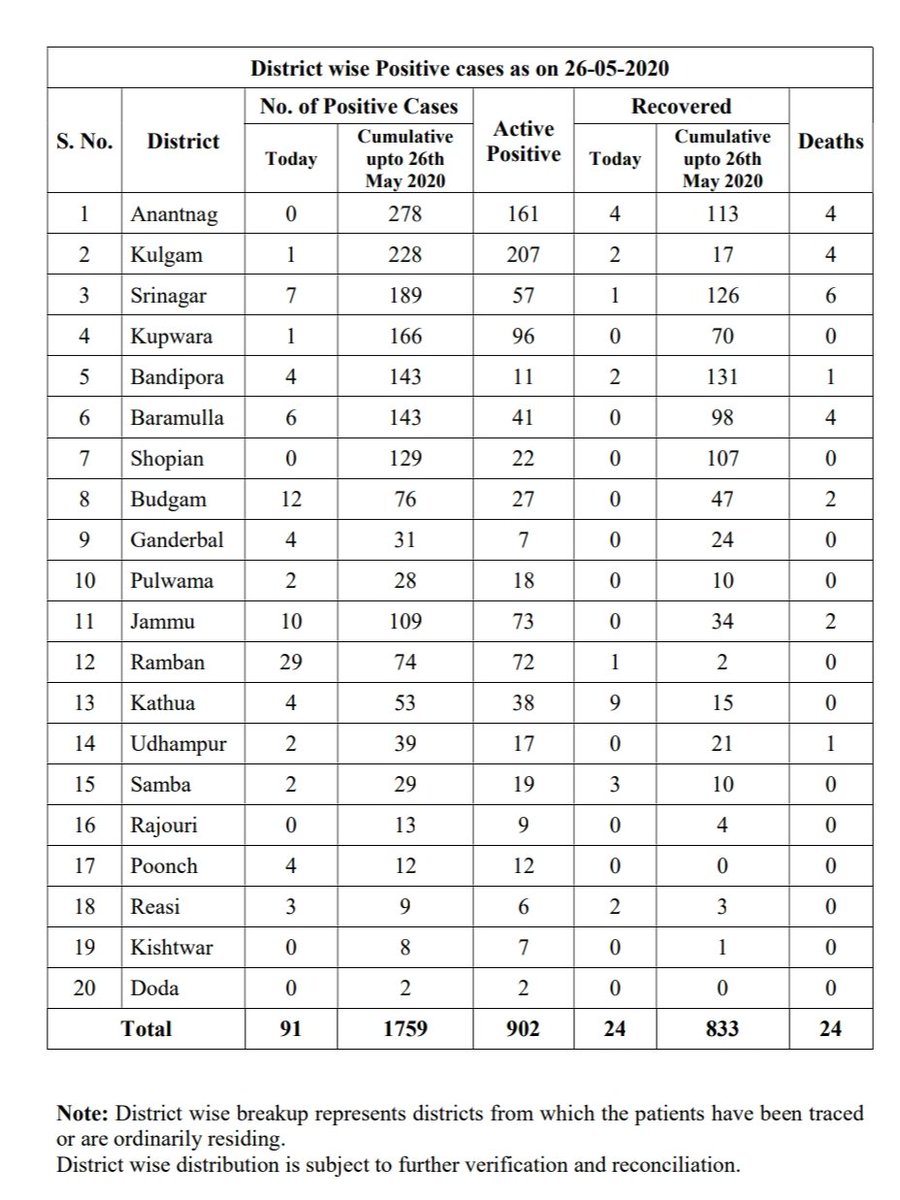 District wise Positive cases as on 26-05-2020
S. No. District No. of Positive Cases Active Positive Recovered Deaths
Today Cumulative upto 26th May 2020 Today Cumulative upto 26th May 2020
1 Anantnag 0 278 161 4 113 4
2 Kulgam 1 228 207 2 17 4
3 Srinagar 7 189 57 1 126 6
4 Kupwara 1 166 96 0 70 0
5 Bandipora 4 143 11 2 131 1
6 Baramulla 6 143 41 0 98 4
7 Shopian 0 129 22 0 107 0
8 Budgam 12 76 27 0 47 2
9 Ganderbal 4 31 7 0 24 0
10 Pulwama 2 28 18 0 10 0
11 Jammu 10 109 73 0 34 2
12 Ramban 29 74 72 1 2 0
13 Kathua 4 53 38 9 15 0
14 Udhampur 2 39 17 0 21 1
15 Samba 2 29 19 3 10 0
16 Rajouri 0 13 9 0 4 0
17 Poonch 4 12 12 0 0 0
18 Reasi 3 9 6 2 3 0
19 Kishtwar 0 8 7 0 1 0
20 Doda 0 2 2 0 0 0
Total 91 1759 902 24 833 24
Note: District wise breakup represents districts from which the patients have been traced
or are ordinarily residing.
District wise distribution is subject to further verification and reconciliation.